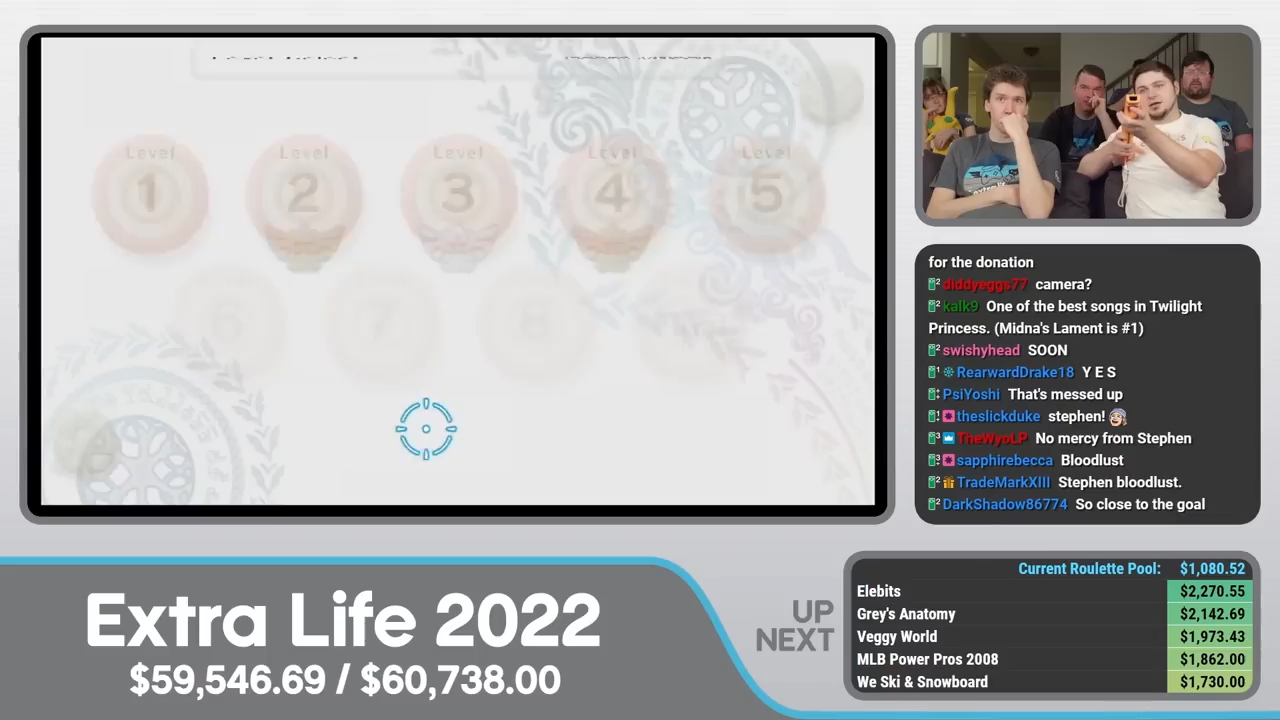 Level
1
Level
2
Level
3
Level
4
Level
5
7
for the donation
diddyeggs77 camera?
kalk9 One of the best songs in Twilight
Princess. (Midna's Lament is #1)
swishyhead SOON
RearwardDrake18 Y E S
PsiYoshi That's messed up
theslickduke stephen!
TheWyoLP No mercy from Stephen
sapphirebecca Bloodlust
TradeMarkXIII Stephen bloodlust.
DarkShadow86774 So close to the goal
Extra Life 2022
$59,546.69 / $60,738.00
UP
NEXT
Current Roulette Pool: $1,080.52
Elebits $2,270.55
Grey's Anatomy $2,142.69
Veggy World $1,973.43
MLB Power Pros 2008 $1,862.00
We Ski & Snowboard $1,730.00